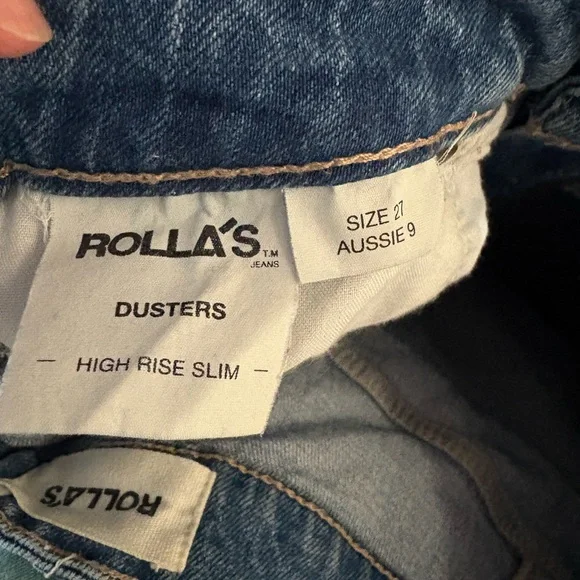 ROLLA'S T.M
JEANS
DUSTERS
— HIGH RISE SLIM —
SIZE 27
AUSSIE 9
ROLLA'S